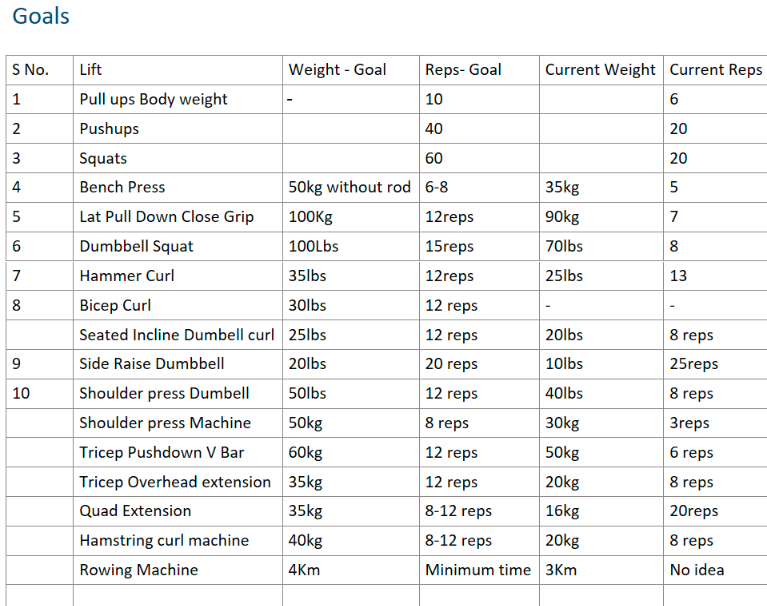 Goals
S No. Lift Weight - Goal Reps- Goal Current Weight Current Reps
1 Pull ups Body weight - 10 6
2 Pushups 40 20
3 Squats 60 20
4 Bench Press 50kg without rod 6-8 35kg 5
5 Lat Pull Down Close Grip 100Kg 12reps 90kg 7
6 Dumbbell Squat 100Lbs 15reps 70lbs 8
7 Hammer Curl 35lbs 12reps 25lbs 13
8 Bicep Curl 30lbs 12 reps - -
Seated Incline Dumbell curl 25lbs 12 reps 20lbs 8 reps
9 Side Raise Dumbbell 20lbs 20 reps 10lbs 25reps
10 Shoulder press Dumbell 50lbs 12 reps 40lbs 8 reps
Shoulder press Machine 50kg 8 reps 30kg 3reps
Tricep Pushdown V Bar 60kg 12 reps 50kg 6 reps
Tricep Overhead extension 35kg 12 reps 20kg 8 reps
Quad Extension 35kg 8-12 reps 16kg 20reps
Hamstring curl machine 40kg 8-12 reps 20kg 8 reps
Rowing Machine 4Km Minimum time 3Km No idea